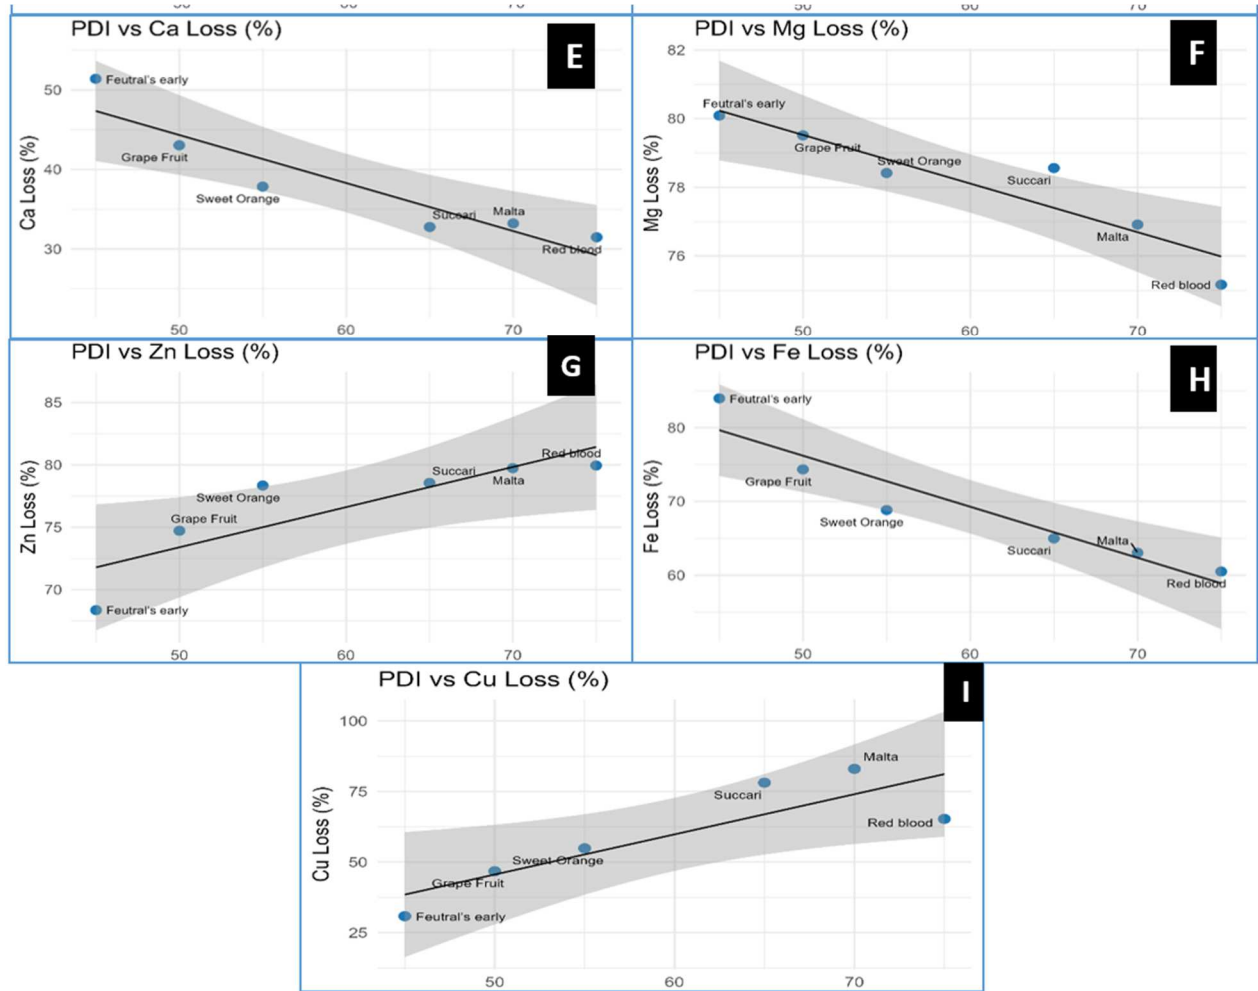 PDI vs Ca Loss (%)
E
Ca Loss (%)
50
40
30
Feutral's early
Grape Fruit
Sweet Orange
Succari
Malta
Red blood
50
60
70
PDI vs Mg Loss (%)
F
Mg Loss (%)
82
80
78
76
Feutral's early
Grape Fruit
Sweet Orange
Succari
Malta
Red blood
50
60
70
PDI vs Zn Loss (%)
G
Zn Loss (%)
85
80
75
70
Red blood
Succari
Malta
Sweet Orange
Grape Fruit
Feutral's early
50
60
70
PDI vs Fe Loss (%)
H
Fe Loss (%)
80
70
60
Feutral's early
Grape Fruit
Sweet Orange
Malta
Succari
Red blood
50
60
70
PDI vs Cu Loss (%)
I
Cu Loss (%)
100
75
50
25
Malta
Succari
Red blood
Sweet Orange
Grape Fruit
Feutral's early
50
60
70